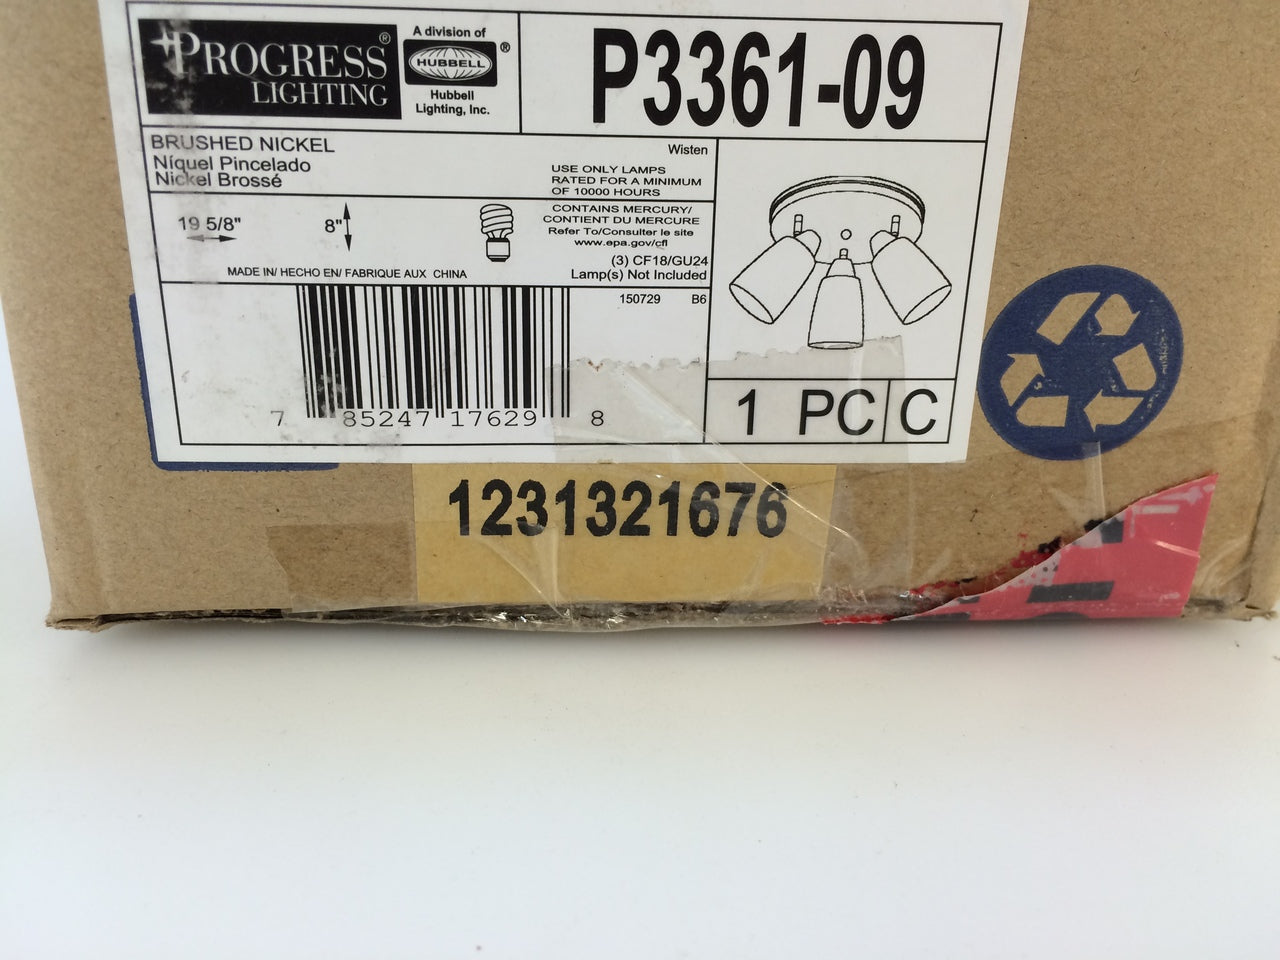 PROGRESS®
LIGHTING
A division of
HUBBELL®
Hubbell
Lighting, Inc.
P3361-09
BRUSHED NICKEL
Níquel Pincelado
Nickel Brossé
Wisten
USE ONLY LAMPS
RATED FOR A MINIMUM
OF 10000 HOURS
19 5/8"
8"
CONTAINS MERCURY/
CONTIENT DU MERCURE
Refer To/Consulter le site
www.epa.gov/cfl
(3) CF18/GU24
Lamp(s) Not Included
MADE IN/ HECHO EN/ FABRIQUE AUX CHINA
150729 B6
7 85247 17629 8
1 PC C
1231321676